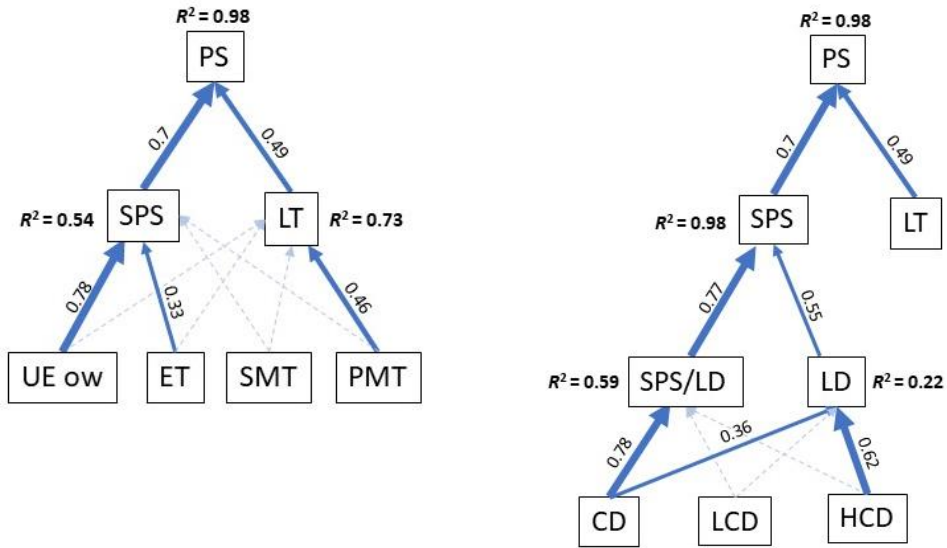 R² = 0.98
PS
0.7
0.49
R² = 0.54
SPS
LT
R² = 0.73
0.78
0.33
0.46
UE ow
ET
SMT
PMT
R² = 0.98
PS
0.7
0.49
R² = 0.98
SPS
LT
0.77
0.55
R² = 0.59
SPS/LD
LD
R² = 0.22
0.78
0.36
0.62
CD
LCD
HCD